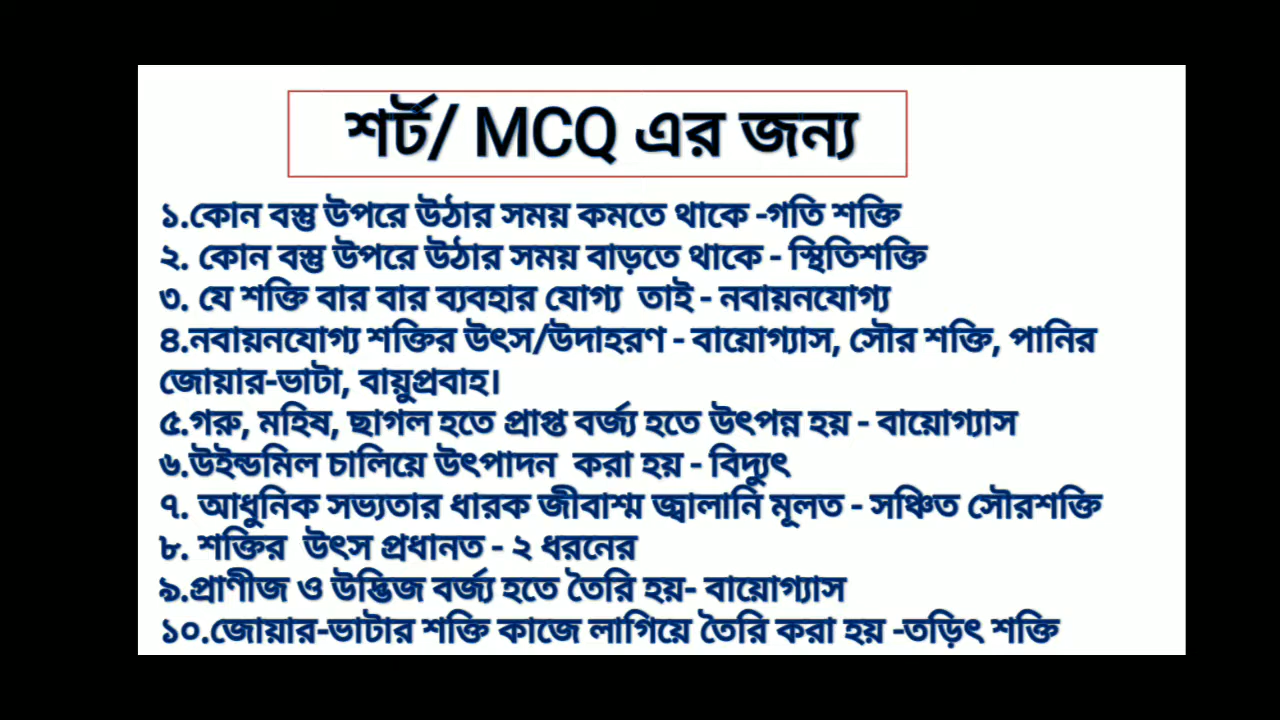 শর্ট/ MCQ এর জন্য
১.কোন বস্তু উপরে উঠার সময় কমতে থাকে -গতি শক্তি
২. কোন বস্তু উপরে উঠার সময় বাড়তে থাকে - স্থিতিশক্তি
৩. যে শক্তি বার বার ব্যবহার যোগ্য তাই - নবায়নযোগ্য
৪.নবায়নযোগ্য শক্তির উৎস/উদাহরণ - বায়োগ্যাস, সৌর শক্তি, পানির
জোয়ার-ভাটা, বায়ুপ্রবাহ।
৫.গরু, মহিষ, ছাগল হতে প্রাপ্ত বর্জ্য হতে উৎপন্ন হয় - বায়োগ্যাস
৬.উইন্ডমিল চালিয়ে উৎপাদন করা হয় - বিদ্যুৎ
৭. আধুনিক সভ্যতার ধারক জীবাশ্ম জ্বালানি মূলত - সঞ্চিত সৌরশক্তি
৮. শক্তির উৎস প্রধানত - ২ ধরনের
৯.প্রাণীজ ও উদ্ভিজ বর্জ্য হতে তৈরি হয়- বায়োগ্যাস
১০.জোয়ার-ভাটার শক্তি কাজে লাগিয়ে তৈরি করা হয় -তড়িৎ শক্তি